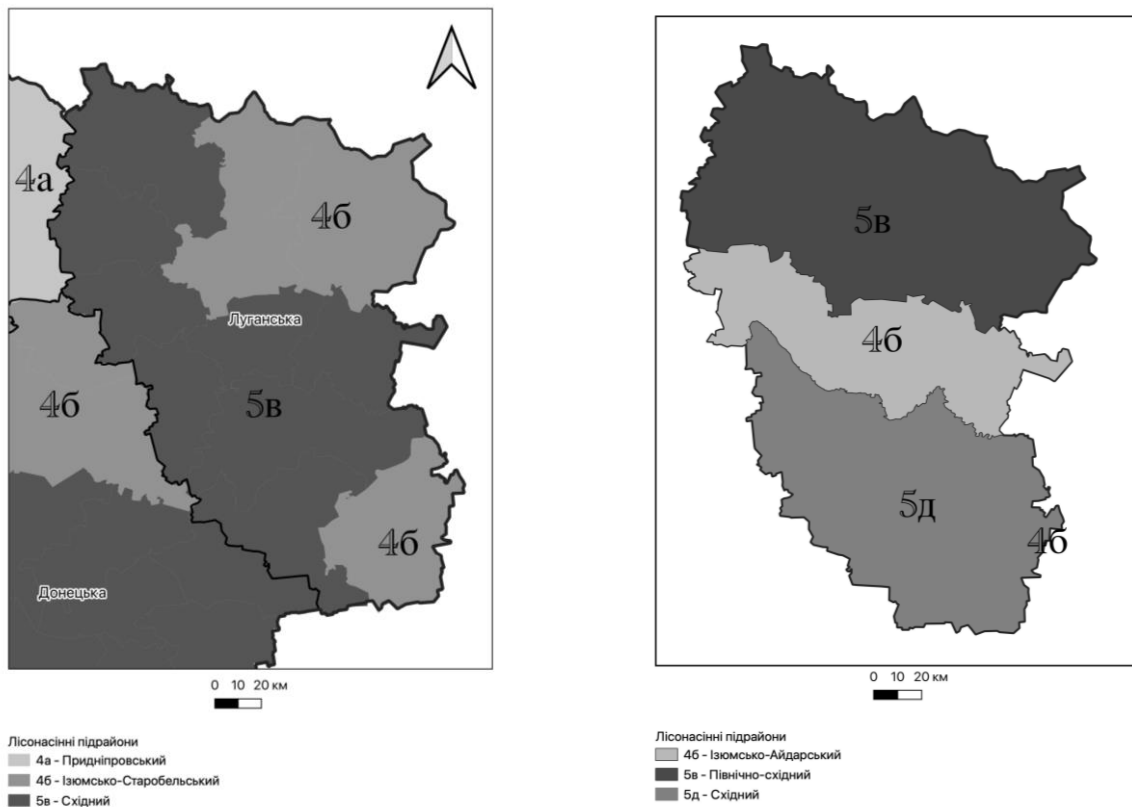 4а
4б
Луганська
4б
5в
4б
Донецька
0 10 20 км
Лісонасінні підрайони
4а - Придніпровський
4б - Ізюмсько-Старобельський
5в - Східний
5в
4б
5д
4б
0 10 20 км
Лісонасінні підрайони
4б - Ізюмсько-Айдарський
5в - Північно-східний
5д - Східний